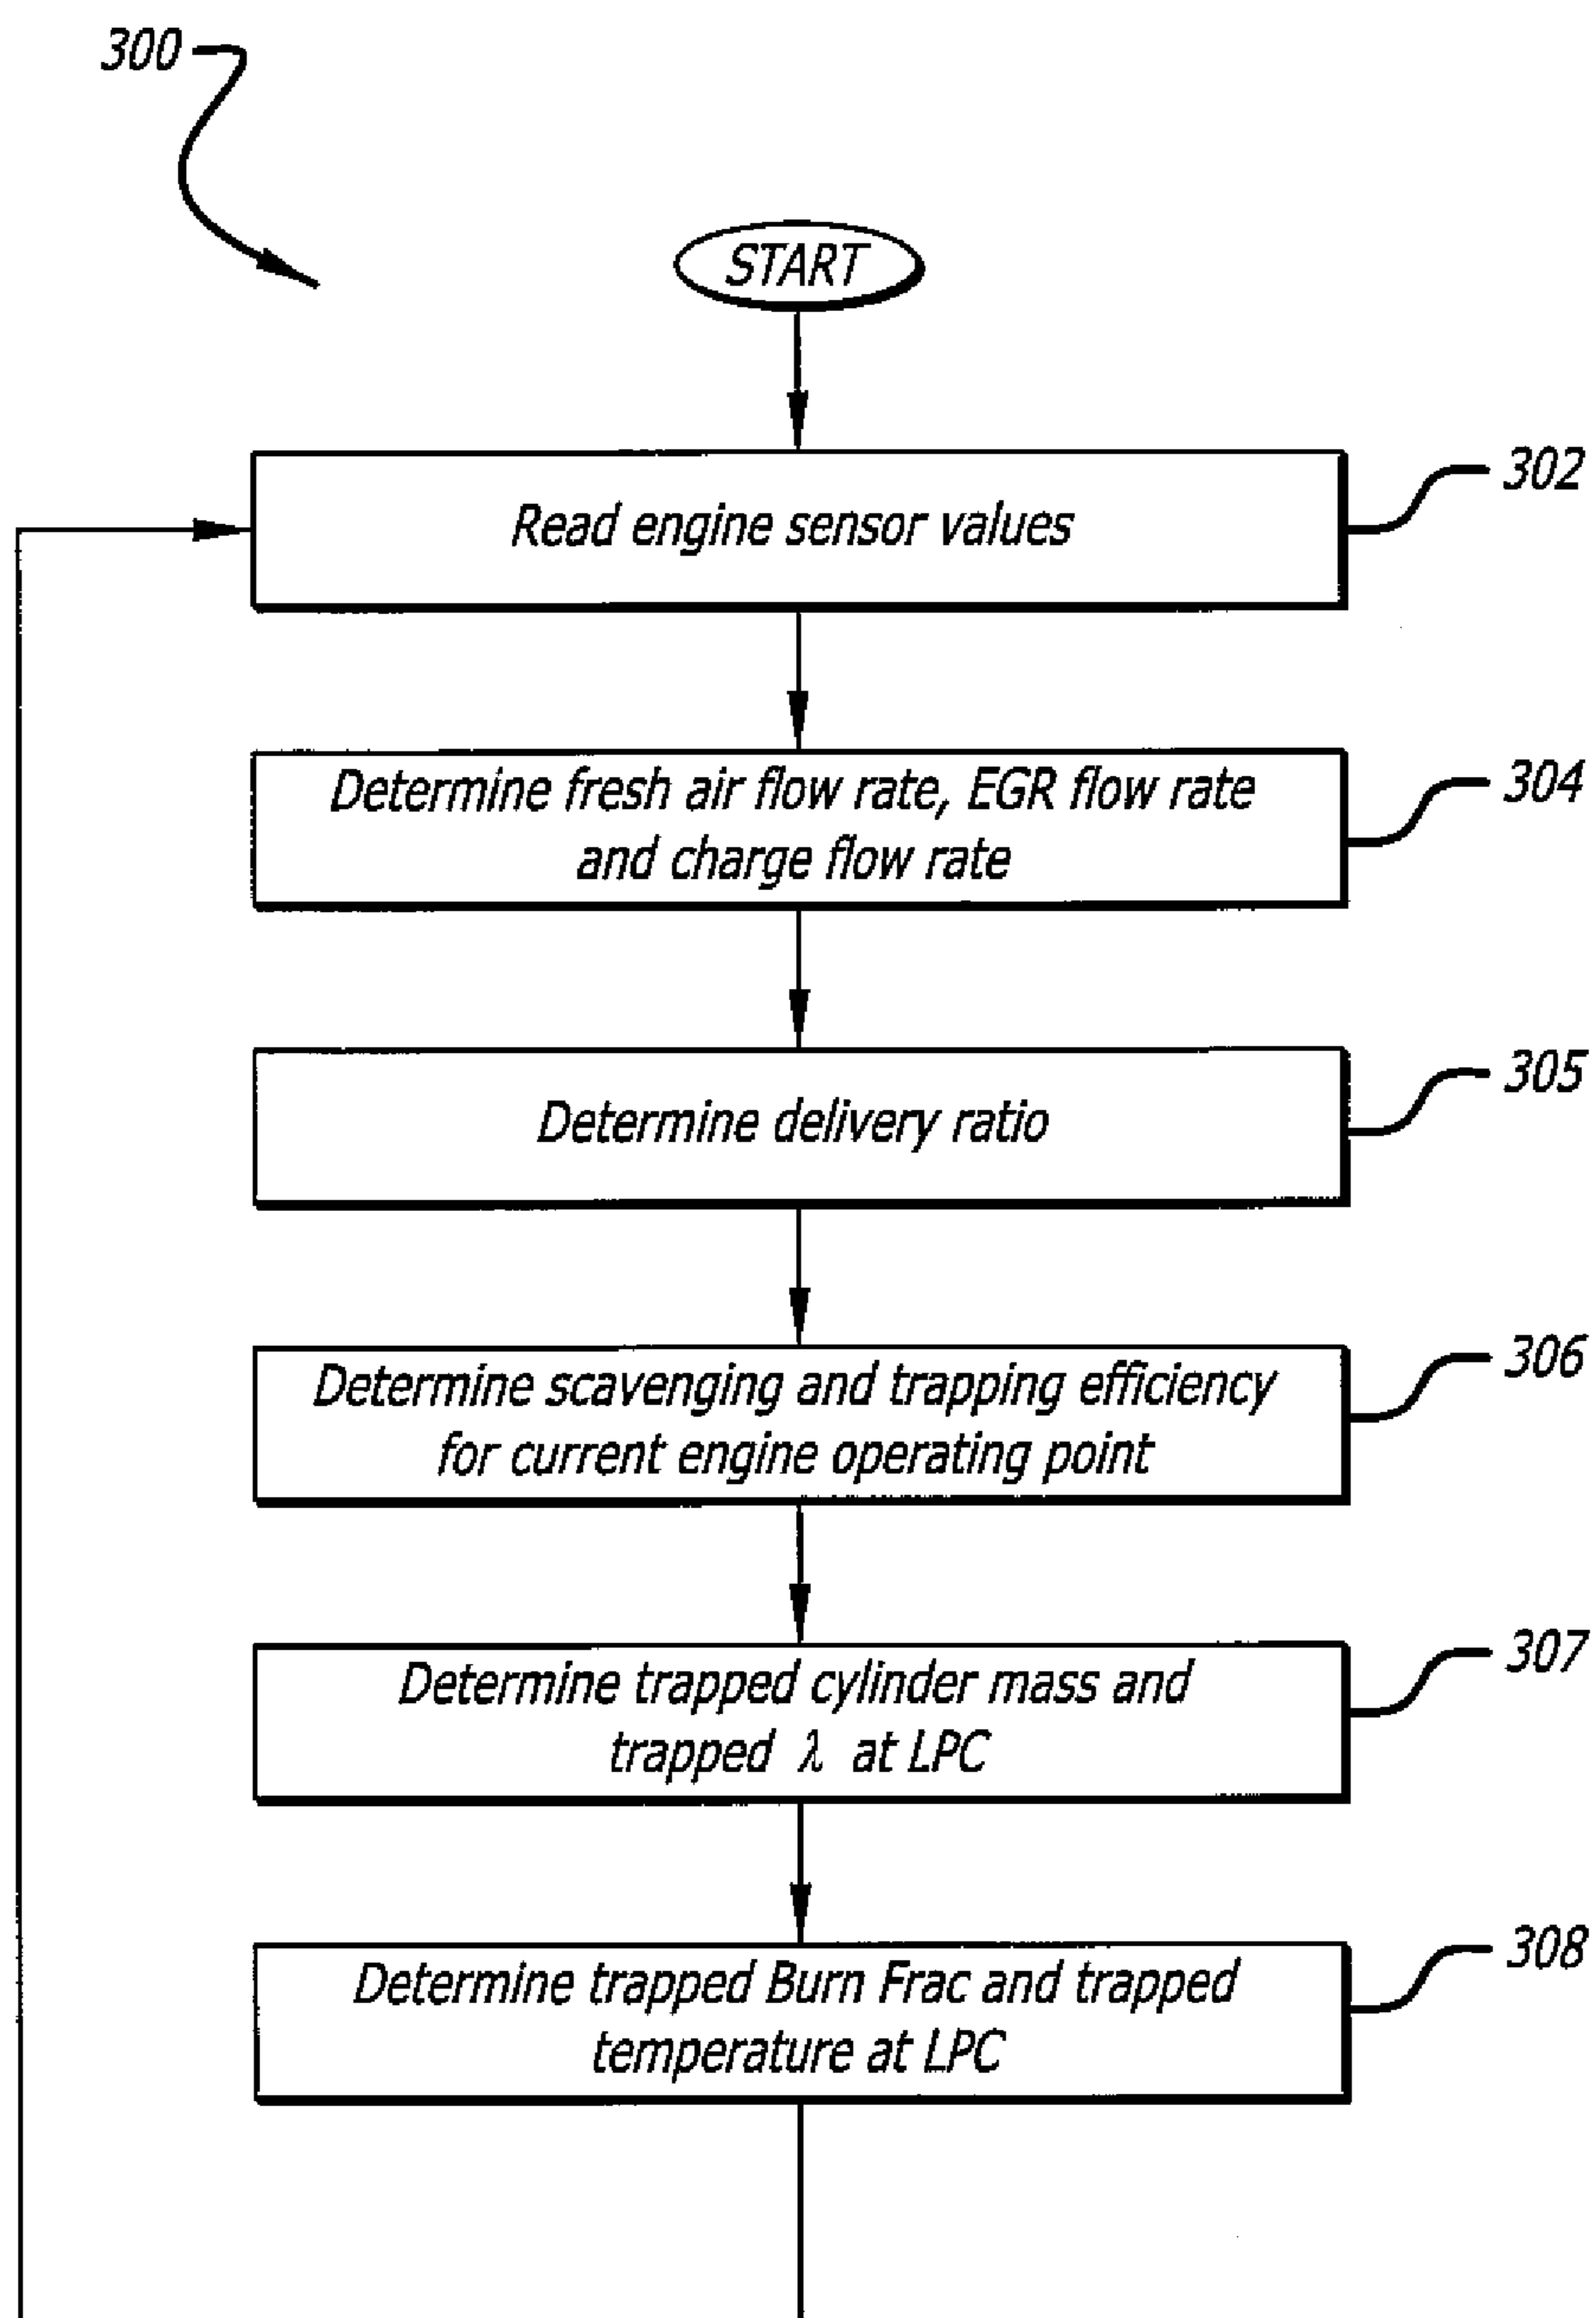 300
START
302
Read engine sensor values
304
Determine fresh air flow rate, EGR flow rate
and charge flow rate
305
Determine delivery ratio
306
Determine scavenging and trapping efficiency
for current engine operating point
307
Determine trapped cylinder mass and
trapped λ at LPC
308
Determine trapped Burn Frac and trapped
temperature at LPC